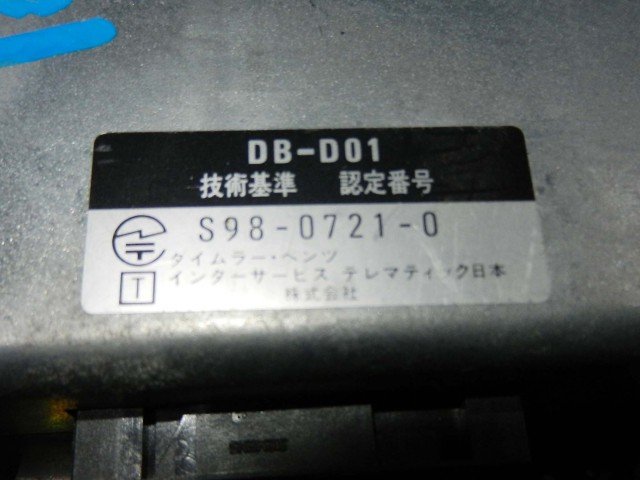 DB-D01
技術基準 認定番号
S98-0721-0
タイムラー・ベンツ
T インターサービス テレマティック日本
株式会社